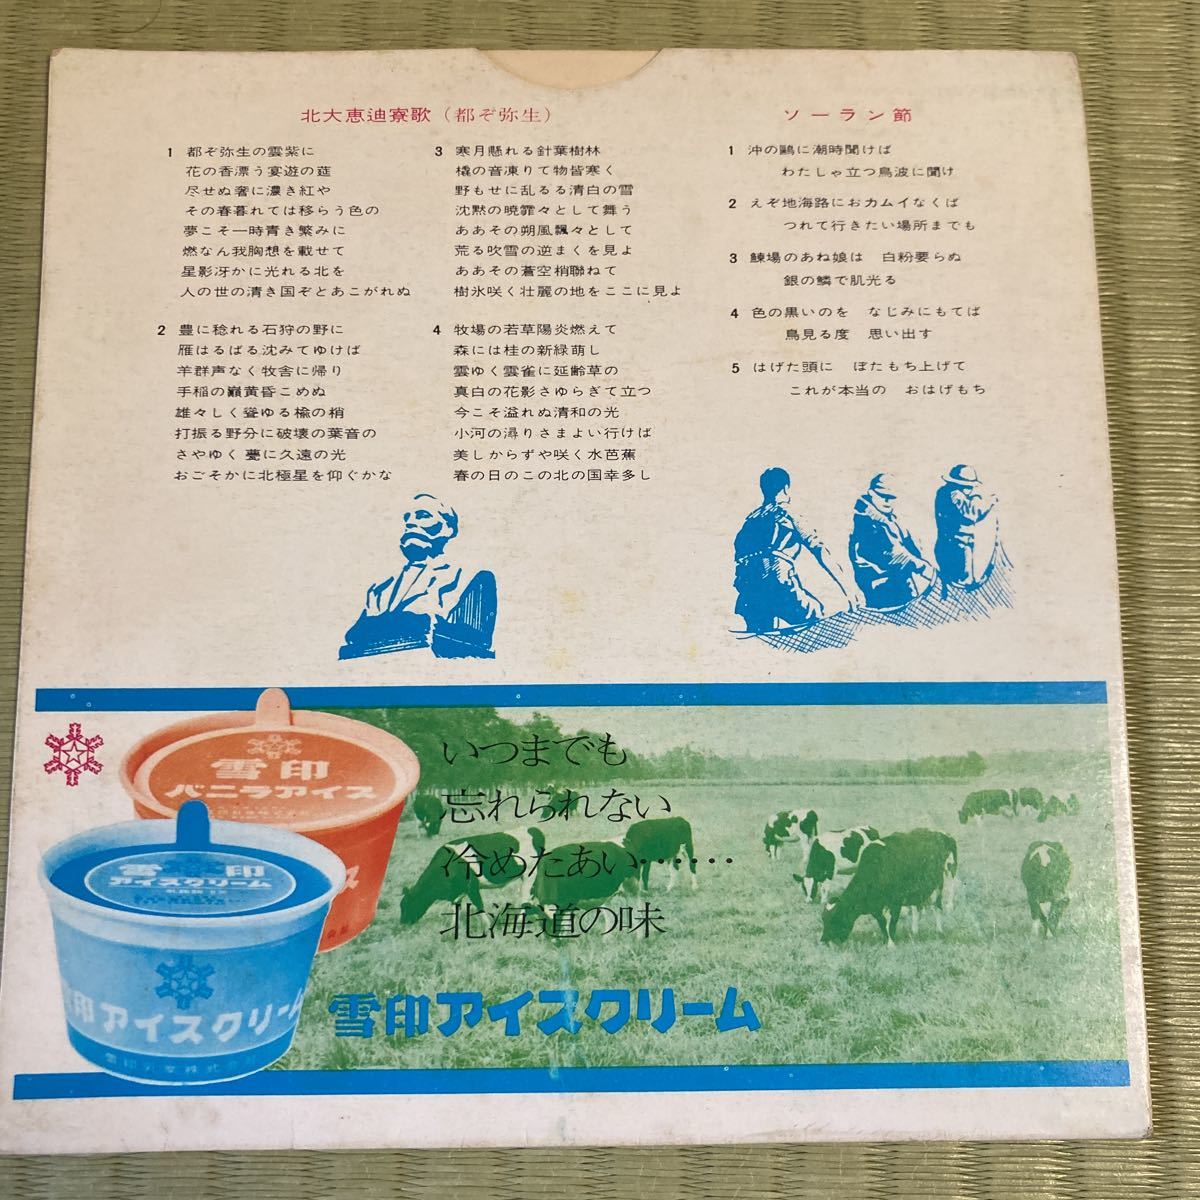 北大恵迪寮歌（都ぞ弥生）
1 都ぞ弥生の雲紫に
花の香漂う宴遊の莚
尽せぬ奢に濃き紅や
その春暮れては移らう色の
夢こそ一時青き繁みに
燃なん我胸想を載せて
星影冴かに光れる北を
人の世の清き国ぞとあこがれぬ
2 豊に稔れる石狩の野に
雁はるばる沈みてゆけば
羊群声なく牧舎に帰り
手稲の巓黄昏こめぬ
雄々しく聳ゆる楡の梢
打振る野分に破壊の葉音の
さやゆく甍に久遠の光
おごそかに北極星を仰ぐかな
3 寒月懸れる針葉樹林
橇の音凍りて物皆寒く
野もせに乱るる清白の雪
沈黙の暁霏々として舞う
ああその朔風飄々として
荒る吹雪の逆まくを見よ
ああその蒼空梢聯ねて
樹氷咲く壮麗の地をここに見よ
4 牧場の若草陽炎燃えて
森には桂の新緑萌し
雲ゆく雲雀に延齢草の
真白の花影さゆらぎて立つ
今こそ溢れぬ清和の光
小河の潯りさまよい行けば
美しからずや咲く水芭蕉
春の日のこの北の国幸多し
ソーラン節
1 沖の鷗に潮時聞けば
わたしゃ立つ鳥波に聞け
2 えぞ地海路におカムイなくば
つれて行きたい場所までも
3 鰊場のあね娘は 白粉要らぬ
銀の鱗で肌光る
4 色の黒いのを なじみにもてば
鳥見る度 思い出す
5 はげた頭に ぼたもち上げて
これが本当の おはげもち
雪印
バニラアイス
雪印
アイスクリーム
印アイスクリーム
雪印乳業株式会社
いつまでも
忘れられない
冷めたあい……
北海道の味
雪印アイスクリーム